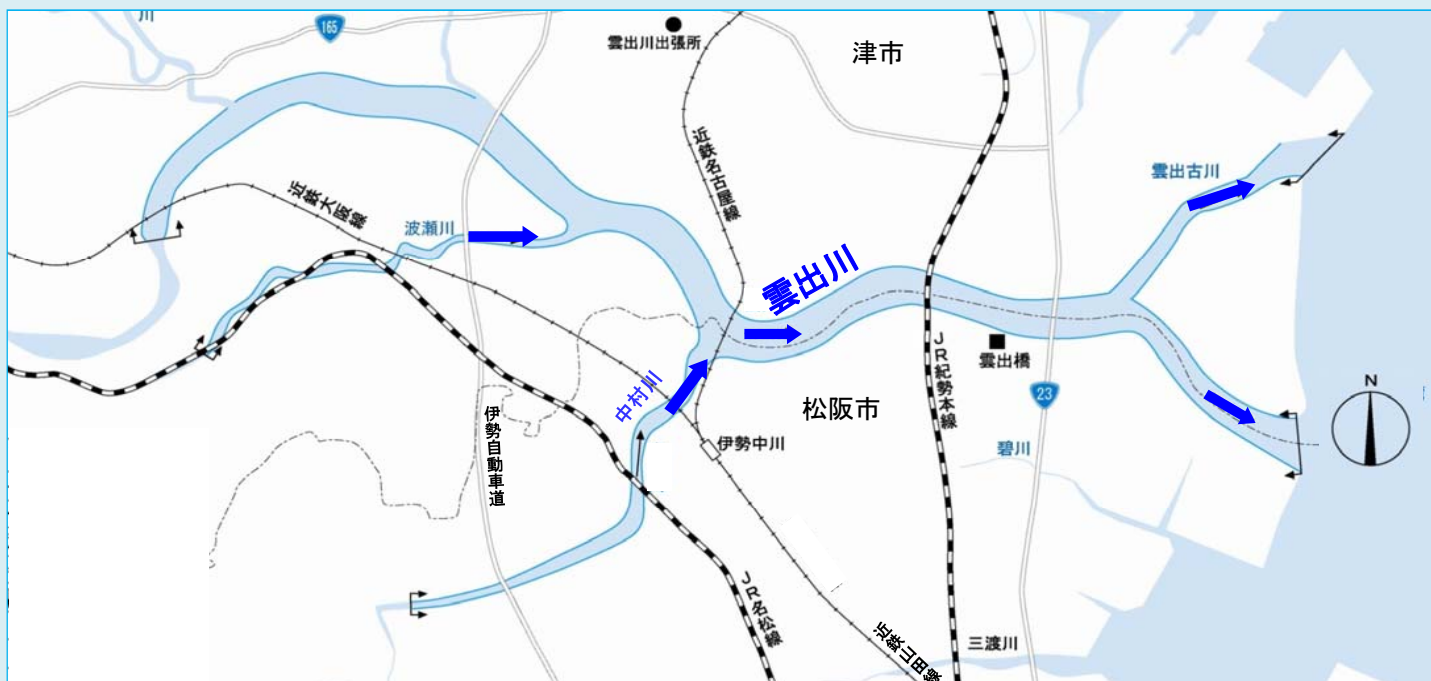 川
165
雲出川出張所
津市
近鉄名古屋線
雲出古川
近鉄大阪線
波瀬川
雲出川
JR紀勢本線
雲出橋
中村川
松阪市
23
N
伊勢自動車道
伊勢中川
碧川
JR名松線
近鉄山田線
三渡川